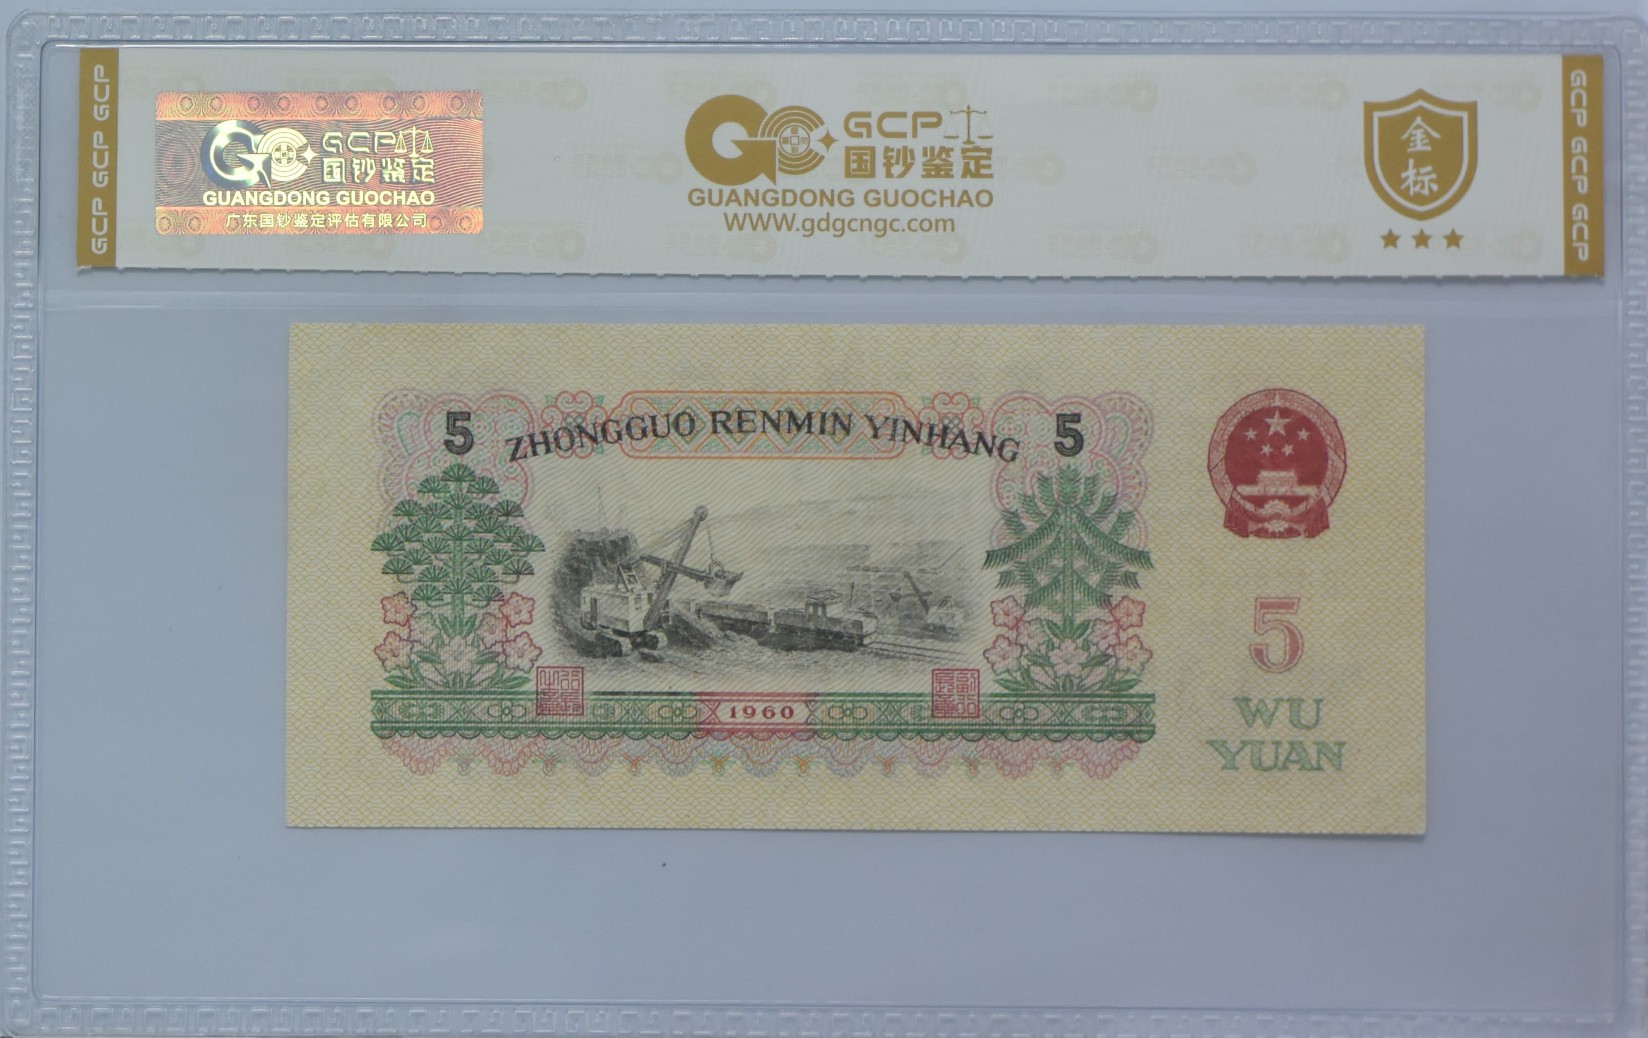 GCP GCP GCP
GCP
国钞鉴定
GUANGDONG GUOCHAO
广东国钞鉴定评估有限公司
GCP
国钞鉴定
GUANGDONG GUOCHAO
WWW.gdgcngc.com
金
标
GCP GCP GCP
5 ZHONGGUO RENMIN YINHANG 5
1960
5
WU
YUAN